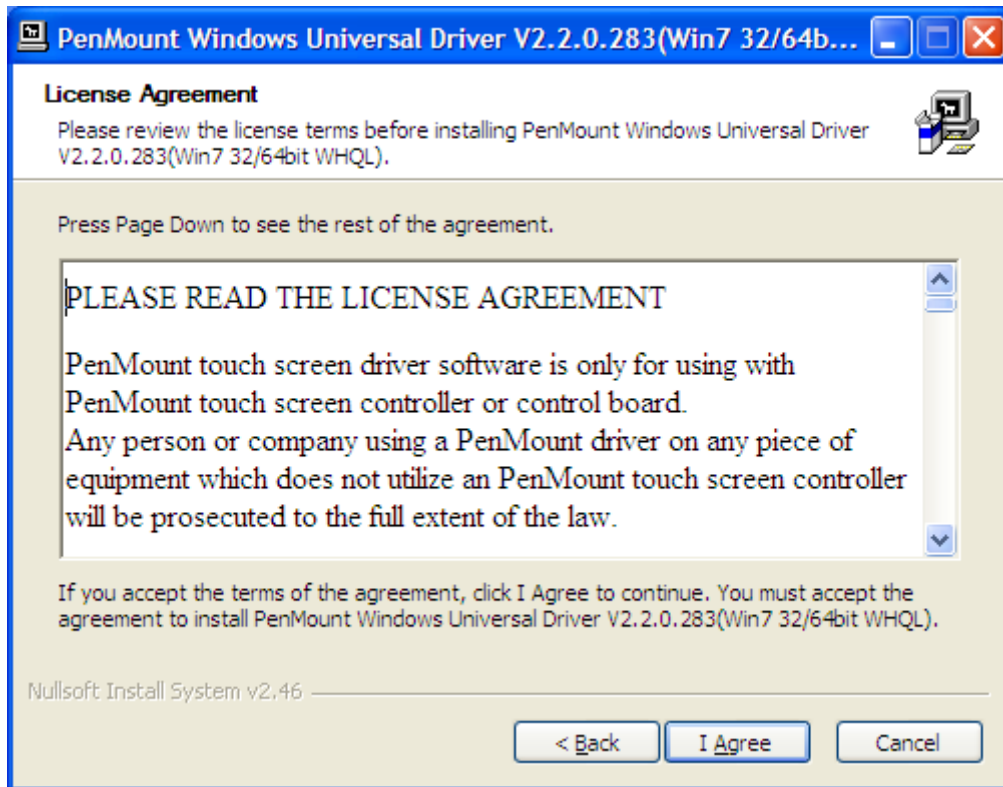 PenMount Windows Universal Driver V2.2.0.283(Win7 32/64b...
License Agreement
Please review the license terms before installing PenMount Windows Universal Driver
V2.2.0.283(Win7 32/64bit WHQL).
Press Page Down to see the rest of the agreement.
PLEASE READ THE LICENSE AGREEMENT
PenMount touch screen driver software is only for using with
PenMount touch screen controller or control board.
Any person or company using a PenMount driver on any piece of
equipment which does not utilize an PenMount touch screen controller
will be prosecuted to the full extent of the law.
If you accept the terms of the agreement, click I Agree to continue. You must accept the
agreement to install PenMount Windows Universal Driver V2.2.0.283(Win7 32/64bit WHQL).
Nullsoft Install System v2.46
< Back
I Agree
Cancel